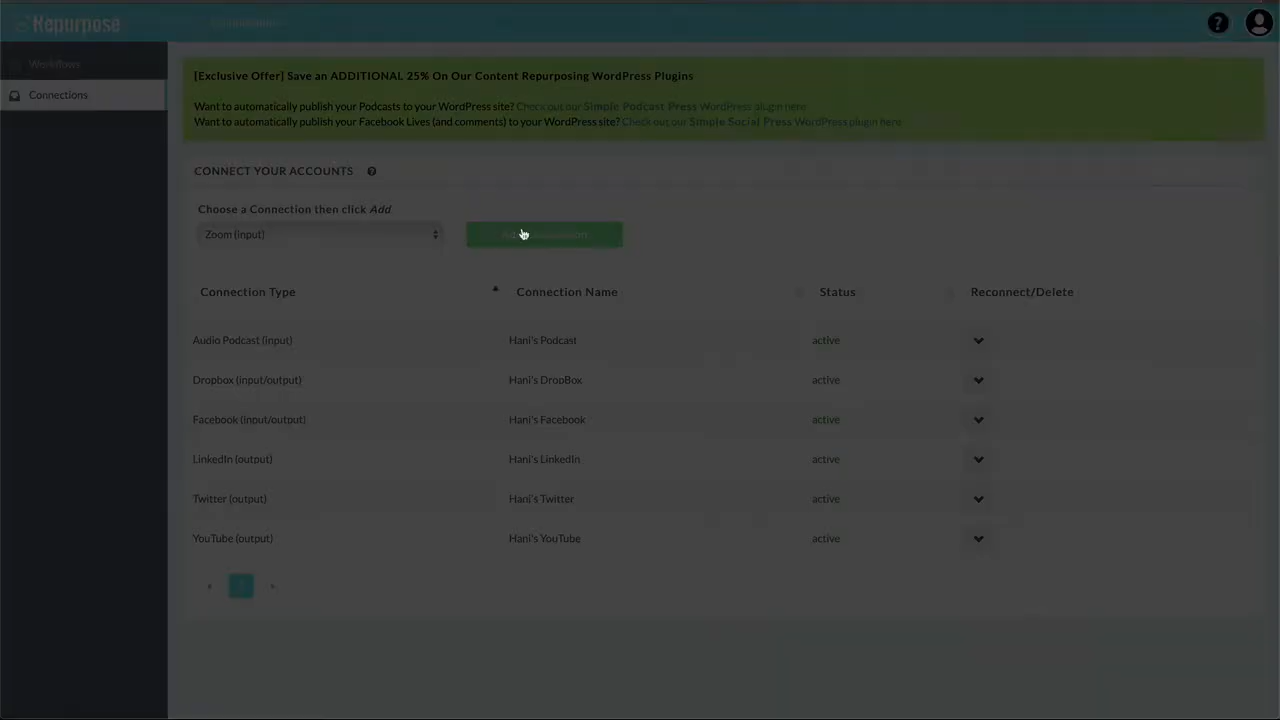 Repurpose
Workflows
Connections
[Exclusive Offer] Save an ADDITIONAL 25% On Our Content Repurposing WordPress Plugins
Want to automatically publish your Podcasts to your WordPress site? Check out our Simple Podcast Press WordPress plugin here
Want to automatically publish your Facebook Lives (and comments) to your WordPress site? Check out our Simple Social Press WordPress plugin here
CONNECT YOUR ACCOUNTS ?
Choose a Connection then click Add
Zoom (input)
Connection Type Connection Name Status Reconnect/Delete
Audio Podcast (input) Hani's Podcast active
Dropbox (input/output) Hani's DropBox active
Facebook (input/output) Hani's Facebook active
LinkedIn (output) Hani's LinkedIn active
Twitter (output) Hani's Twitter active
YouTube (output) Hani's YouTube active